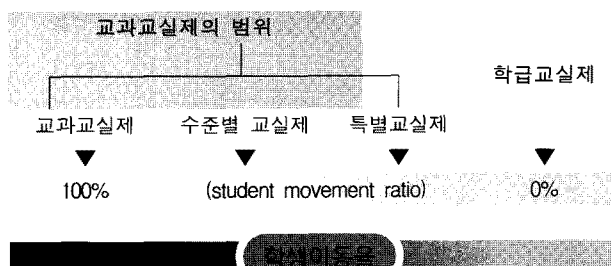 교과교실제의 범위
학급교실제
교과교실제 수준별 교실제 특별교실제
100% (student movement ratio) 0%
학생이동율